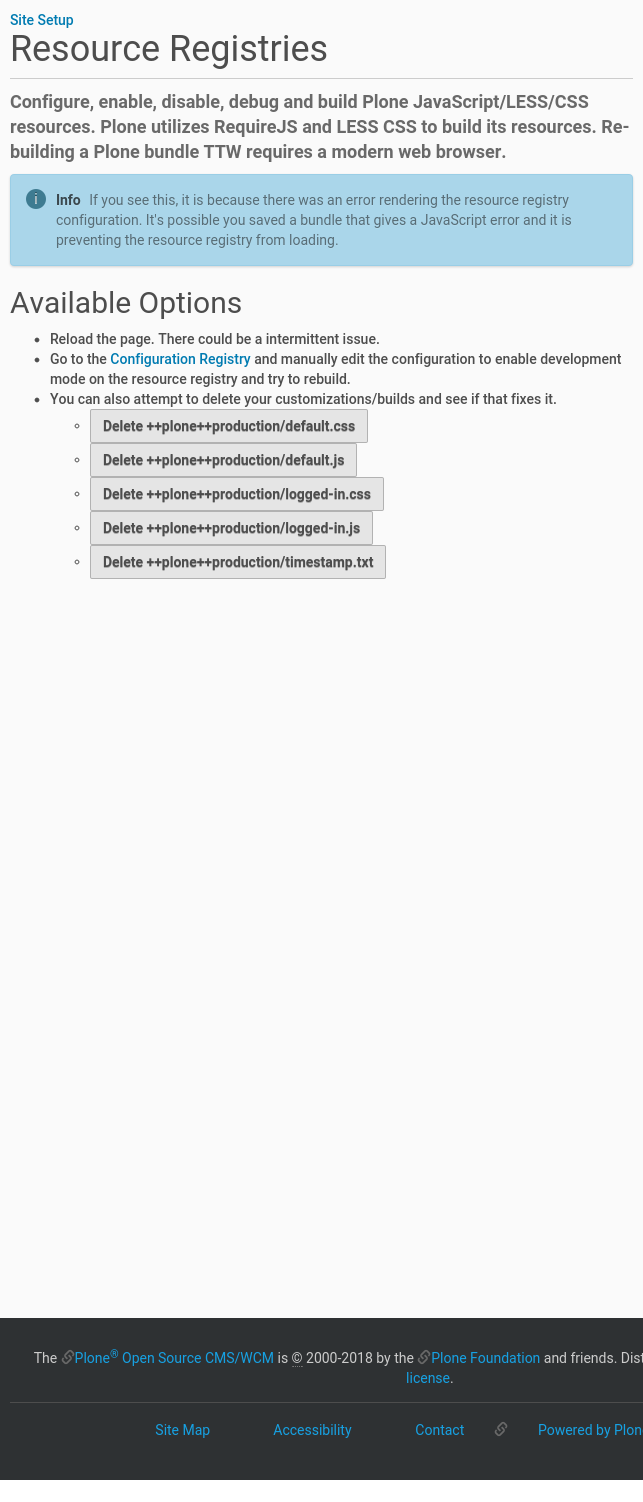 Site Setup
Resource Registries
Configure, enable, disable, debug and build Plone JavaScript/LESS/CSS
resources. Plone utilizes RequireJS and LESS CSS to build its resources. Re-
building a Plone bundle TTW requires a modern web browser.
i Info If you see this, it is because there was an error rendering the resource registry
configuration. It's possible you saved a bundle that gives a JavaScript error and it is
preventing the resource registry from loading.
Available Options
Reload the page. There could be a intermittent issue.
Go to the Configuration Registry and manually edit the configuration to enable development
mode on the resource registry and try to rebuild.
You can also attempt to delete your customizations/builds and see if that fixes it.
Delete ++plone++production/default.css
Delete ++plone++production/default.js
Delete ++plone++production/logged-in.css
Delete ++plone++production/logged-in.js
Delete ++plone++production/timestamp.txt
The Plone® Open Source CMS/WCM is © 2000-2018 by the Plone Foundation and friends.
license.
Site Map Accessibility Contact Powered by